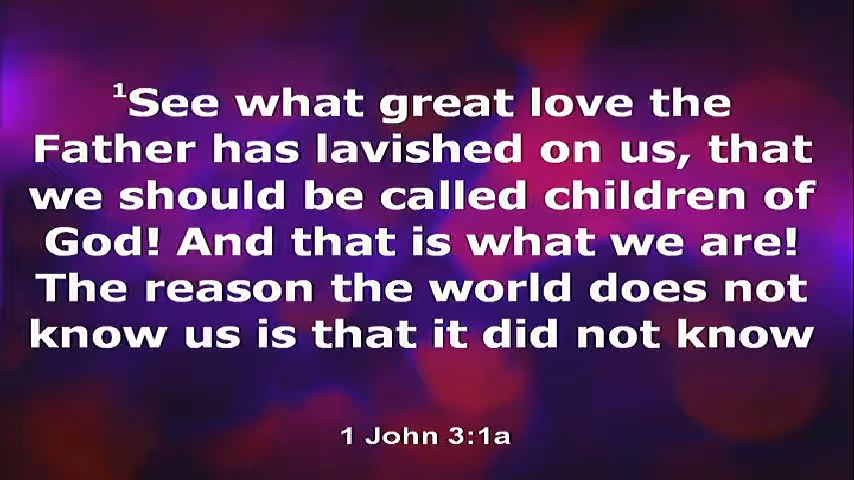 ¹See what great love the
Father has lavished on us, that
we should be called children of
God! And that is what we are!
The reason the world does not
know us is that it did not know
1 John 3:1a